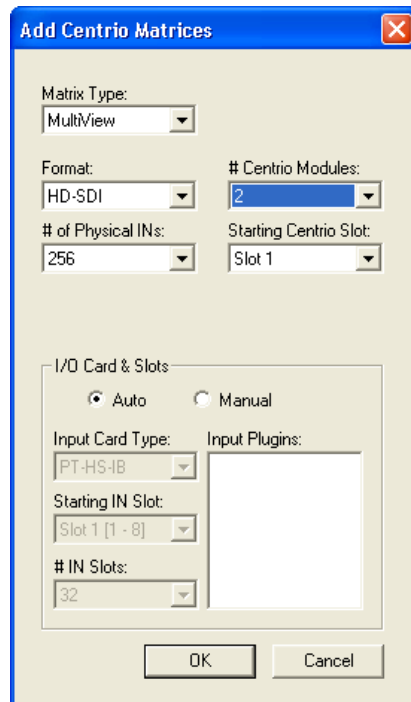 Add Centrio Matrices
Matrix Type:
MultiView
Format:
# Centrio Modules:
HD-SDI
2
# of Physical INs:
Starting Centrio Slot:
256
Slot 1
I/O Card & Slots
Auto
Manual
Input Card Type:
Input Plugins:
PT-HS-IB
Starting IN Slot:
Slot 1 [1 - 8]
# IN Slots:
32
OK
Cancel